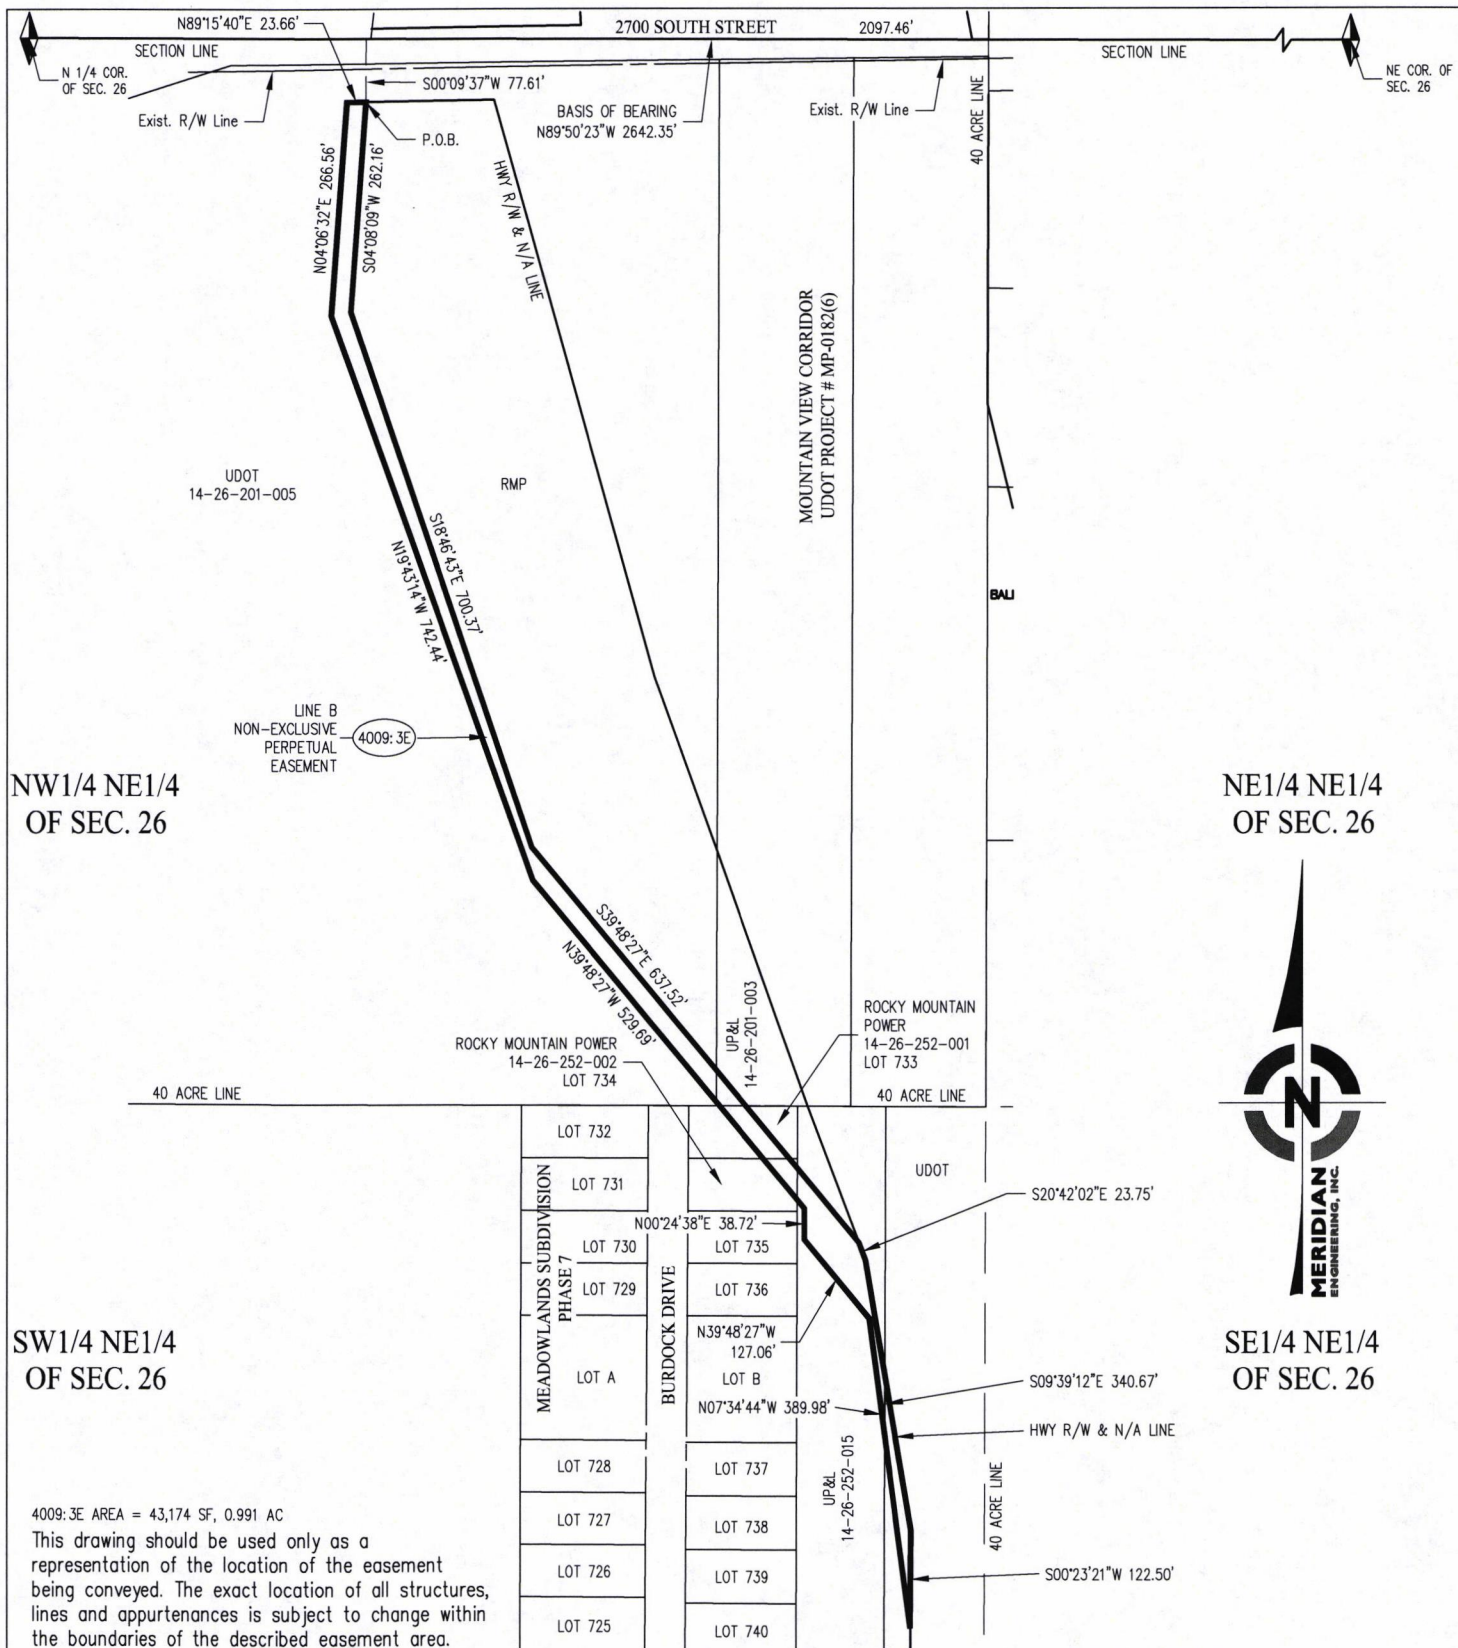 N89°15'40"E 23.66'
2700 SOUTH STREET
2097.46'
SECTION LINE
SECTION LINE
N 1/4 COR.
OF SEC. 26
NE COR. OF
SEC. 26
S00°09'37"W 77.61'
Exist. R/W Line
P.O.B.
BASIS OF BEARING
N89°50'23"W 2642.35'
Exist. R/W Line
40 ACRE LINE
N04°06'32"E 266.56'
S04°08'09"W 262.16'
HWY R/W & N/A LINE
MOUNTAIN VIEW CORRIDOR
UDOT PROJECT # MP-0182(6)
UDOT
14-26-201-005
RMP
S18°46'43"E 700.37'
N19°43'14"W 742.44'
BALI
LINE B
NON-EXCLUSIVE
PERPETUAL
EASEMENT
4009:3E
NW1/4 NE1/4
OF SEC. 26
NE1/4 NE1/4
OF SEC. 26
S39°48'27"E 637.52'
N39°48'27"W 529.69'
UP&L
14-26-201-003
ROCKY MOUNTAIN
POWER
14-26-252-001
LOT 733
ROCKY MOUNTAIN POWER
14-26-252-002
LOT 734
40 ACRE LINE
40 ACRE LINE
N
MERIDIAN
ENGINEERING, INC.
LOT 732
LOT 731
UDOT
S20°42'02"E 23.75'
N00°24'38"E 38.72'
MEADOWLANDS SUBDIVISION
PHASE 7
LOT 730
LOT 735
LOT 729
LOT 736
BURDOCK DRIVE
N39°48'27"W
127.06'
SW1/4 NE1/4
OF SEC. 26
SE1/4 NE1/4
OF SEC. 26
LOT A
LOT B
S09°39'12"E 340.67'
N07°34'44"W 389.98'
HWY R/W & N/A LINE
LOT 728
LOT 737
UP&L
14-26-252-015
40 ACRE LINE
4009:3E AREA = 43,174 SF, 0.991 AC
LOT 727
LOT 738
This drawing should be used only as a
representation of the location of the easement
being conveyed. The exact location of all structures,
lines and appurtenances is subject to change within
the boundaries of the described easement area.
LOT 726
LOT 739
S00°23'21"W 122.50'
LOT 725
LOT 740